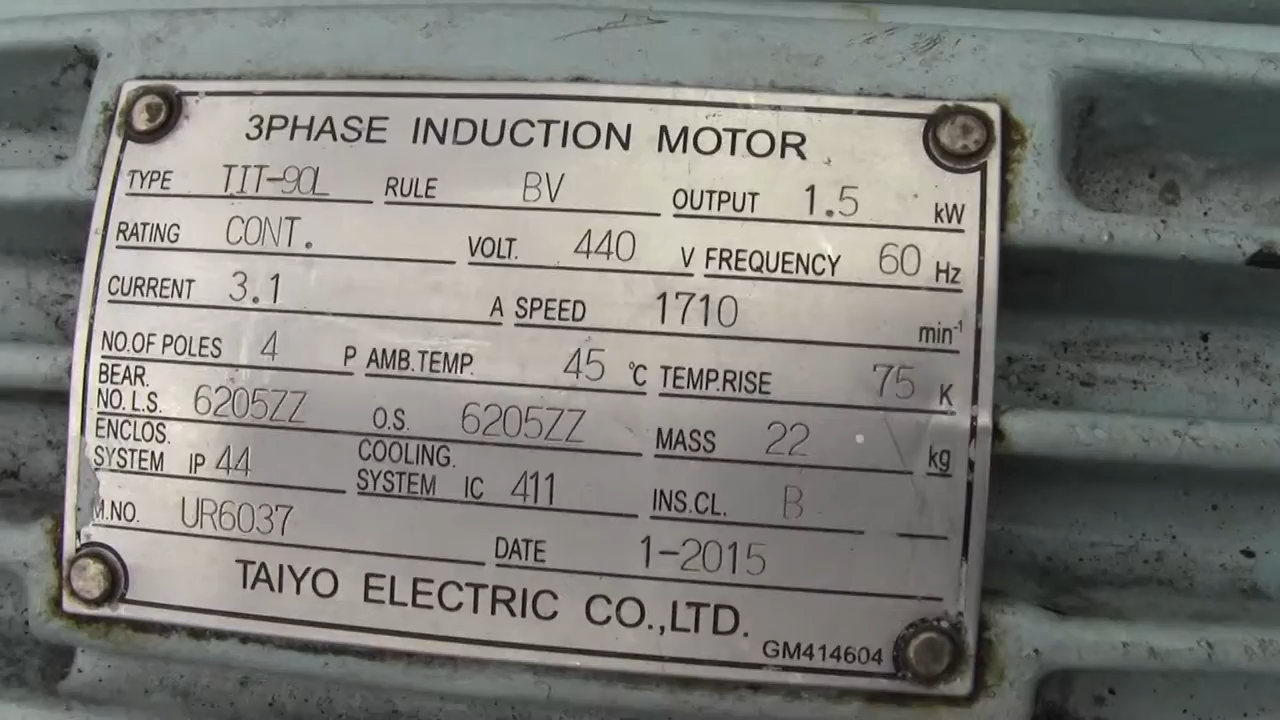 3PHASE INDUCTION MOTOR
TYPE TIT-90L RULE BV OUTPUT 1.5 kW
RATING CONT. VOLT. 440 V FREQUENCY 60 Hz
CURRENT 3.1 A SPEED 1710 min⁻¹
NO.OF POLES 4 P AMB.TEMP. 45 °C TEMP.RISE 75 K
BEAR.
NO. L.S. 6205ZZ O.S. 6205ZZ MASS 22 kg
ENCLOS. COOLING.
SYSTEM IP 44 SYSTEM IC 411 INS.CL. B
M.NO. UR6037 DATE 1-2015
TAIYO ELECTRIC CO.,LTD.
GM414604